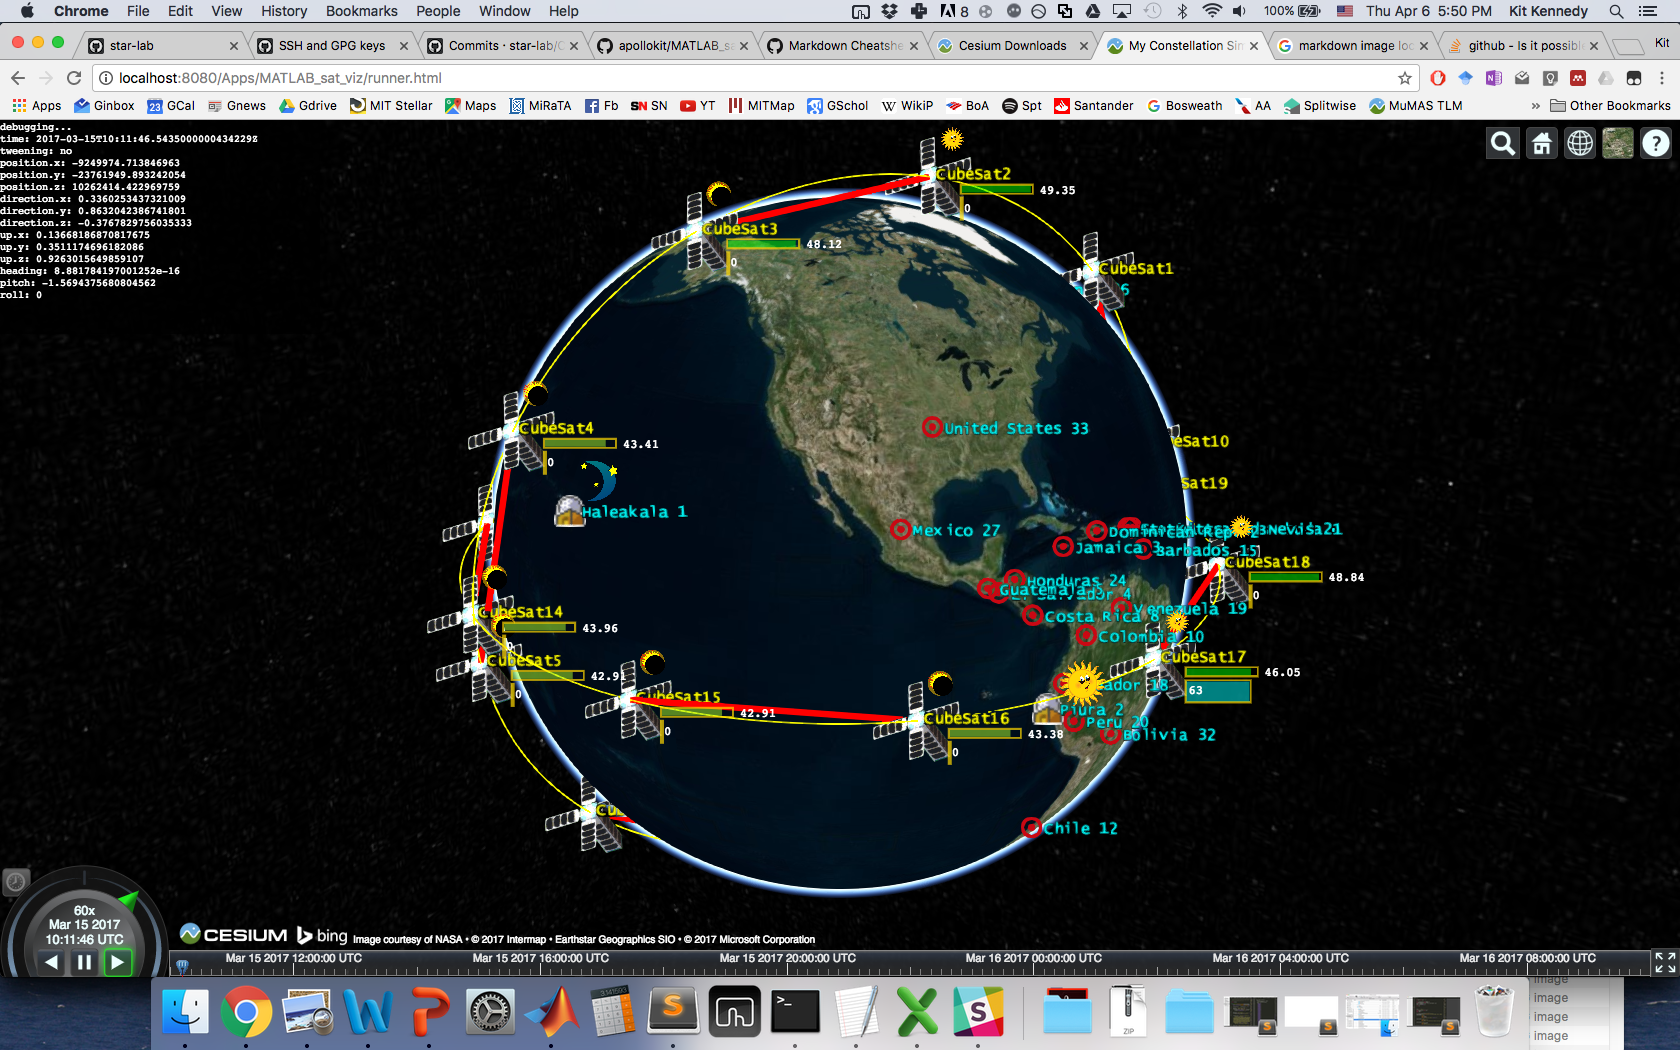 Chrome File Edit View History Bookmarks People Window Help 8 100% Thu Apr 6 5:50 PM Kit Kennedy
star-lab SSH and GPG keys Commits · star-lab/C apollokit/MATLAB_sa Markdown Cheatshe Cesium Downloads My Constellation Sim markdown image loc github - Is it possible Kit
localhost:8080/Apps/MATLAB_sat_viz/runner.html
Apps Ginbox 23 GCal Gnews Gdrive MIT Stellar Maps MiRaTA Fb SN SN YT MITMap GSchol W WikiP BoA Spt Santander Bosweath AA Splitwise MuMAS TLM » Other Bookmarks
debugging...
time: 2017-03-15T10:11:46.54350000000434229Z
tweening: no
position.x: -9249974.713846963
position.y: -23761949.893242054
position.z: 10262414.422969759
direction.x: 0.3360253437321009
direction.y: 0.8632042386741801
direction.z: -0.3767829756035333
up.x: 0.13668186870817675
up.y: 0.3511174696182086
up.z: 0.9263015649859107
heading: 8.881784197001252e-16
pitch: -1.5694375680804562
roll: 0
CubeSat2
49.35
0
CubeSat3
48.12
0
CubeSat1
6
CubeSat4
43.41
0
United States 33
eSat10
Sat19
Haleakala 1
Mexico 27
Dominican Rep
Jamaica 3
Barbados 15
CubeSat18
48.84
0
Honduras 24
Guatemala
El Salvador 4
Venezuela 19
Costa Rica 8
Colombia 10
CubeSat14
43.96
0
CubeSat5
42.91
0
CubeSat17
46.05
63
ador 18
CubeSat15
42.91
0
CubeSat16
43.38
0
Piura 2
Peru 20
Bolivia 32
Cu
Chile 12
60x
Mar 15 2017
10:11:46 UTC
CESIUM bing Image courtesy of NASA • © 2017 Intermap • Earthstar Geographics SIO • © 2017 Microsoft Corporation
Mar 15 2017 12:00:00 UTC Mar 15 2017 16:00:00 UTC Mar 15 2017 20:00:00 UTC Mar 16 2017 00:00:00 UTC Mar 16 2017 04:00:00 UTC Mar 16 2017 08:00:00 UTC
image
image
image
image
ZIP